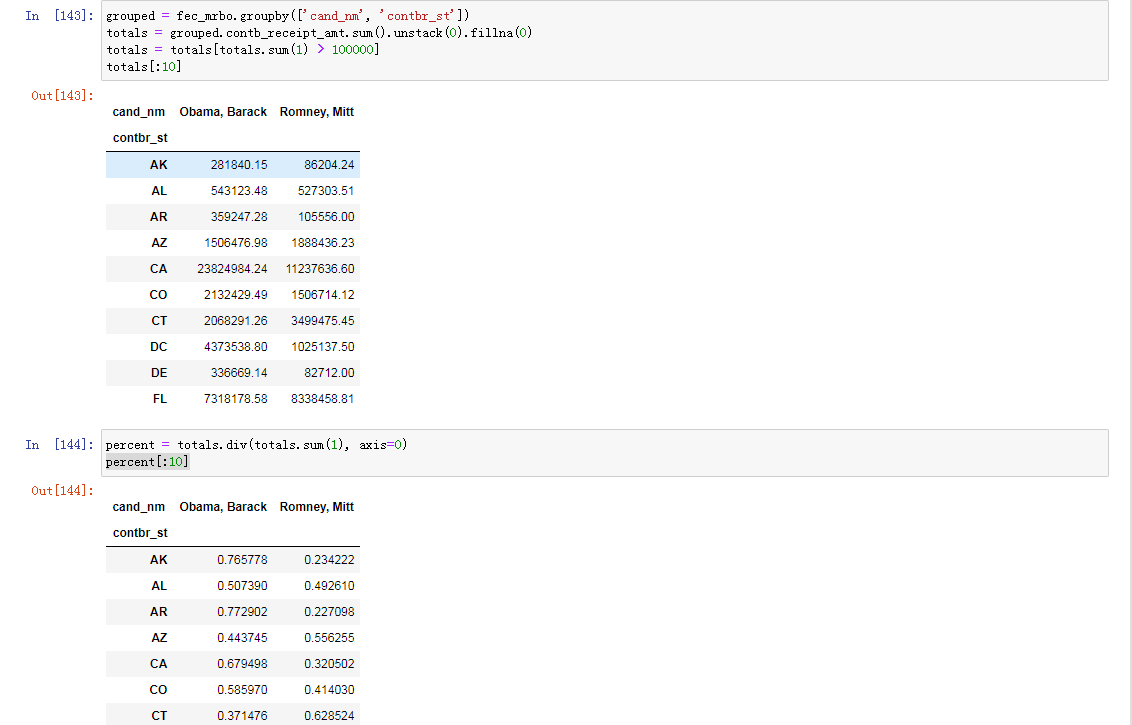 In [143]: grouped = fec_mrbo.groupby(['cand_nm', 'contbr_st'])
totals = grouped.contb_receipt_amt.sum().unstack(0).fillna(0)
totals = totals[totals.sum(1) > 100000]
totals[:10]
Out[143]:
cand_nm Obama, Barack Romney, Mitt
contbr_st
AK 281840.15 86204.24
AL 543123.48 527303.51
AR 359247.28 105556.00
AZ 1506476.98 1888436.23
CA 23824984.24 11237636.60
CO 2132429.49 1506714.12
CT 2068291.26 3499475.45
DC 4373538.80 1025137.50
DE 336669.14 82712.00
FL 7318178.58 8338458.81
In [144]: percent = totals.div(totals.sum(1), axis=0)
percent[:10]
Out[144]:
cand_nm Obama, Barack Romney, Mitt
contbr_st
AK 0.765778 0.234222
AL 0.507390 0.492610
AR 0.772902 0.227098
AZ 0.443745 0.556255
CA 0.679498 0.320502
CO 0.585970 0.414030
CT 0.371476 0.628524